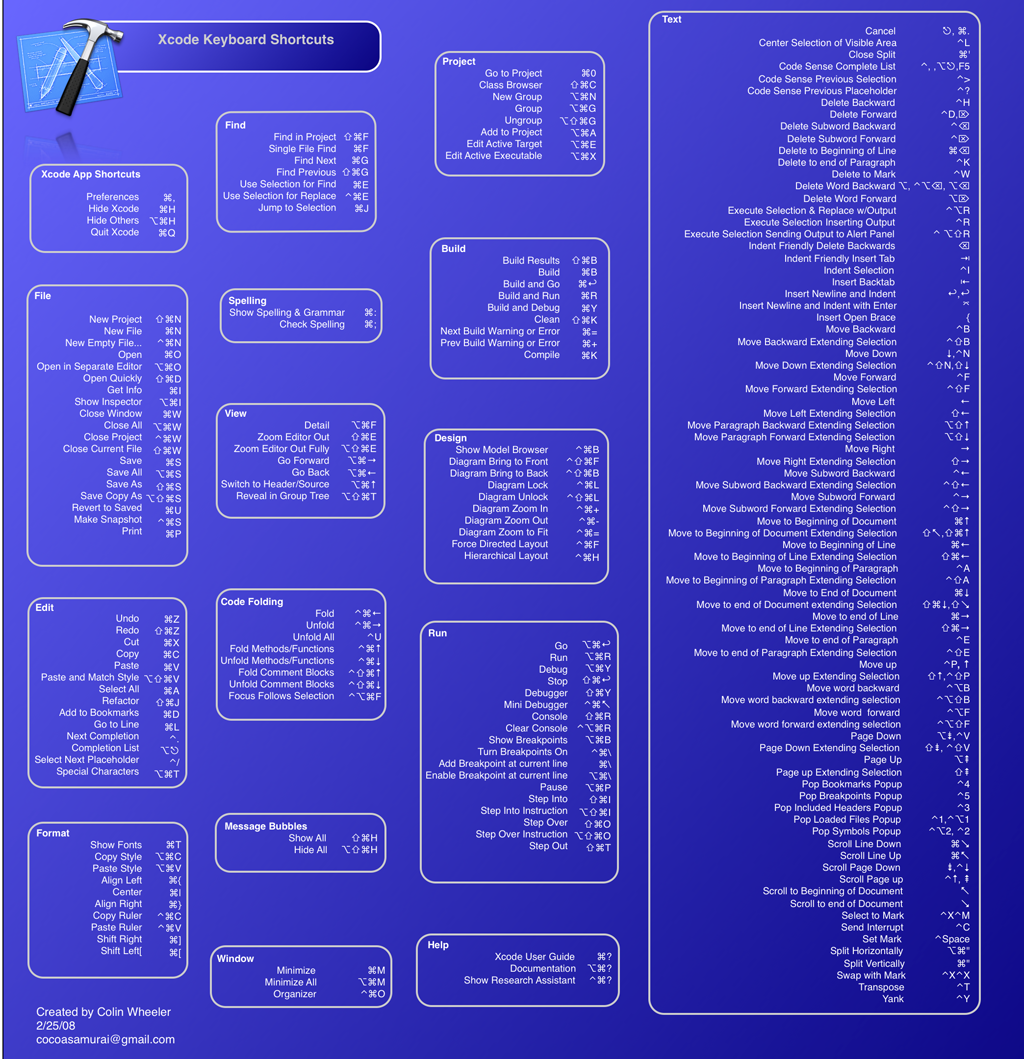 Xcode Keyboard Shortcuts
Xcode App Shortcuts
Preferences ⌘,
Hide Xcode ⌘H
Hide Others ⌥⌘H
Quit Xcode ⌘Q
File
New Project ⇧⌘N
New File ⌘N
New Empty File... ^⌘N
Open ⌘O
Open in Separate Editor ⌥⌘O
Open Quickly ⇧⌘D
Get Info ⌘I
Show Inspector ⌥⌘I
Close Window ⌘W
Close All ⌥⌘W
Close Project ^⌘W
Close Current File ⇧⌘W
Save ⌘S
Save All ⌥⌘S
Save As ⇧⌘S
Save Copy As ⌥⇧⌘S
Revert to Saved ⌘U
Make Snapshot ^⌘S
Print ⌘P
Edit
Undo ⌘Z
Redo ⇧⌘Z
Cut ⌘X
Copy ⌘C
Paste ⌘V
Paste and Match Style ⌥⇧⌘V
Select All ⌘A
Refactor ⇧⌘J
Add to Bookmarks ⌘D
Go to Line ⌘L
Next Completion ^.
Completion List ⌥⎋
Select Next Placeholder ^/
Special Characters ⌥⌘T
Format
Show Fonts ⌘T
Copy Style ⌥⌘C
Paste Style ⌥⌘V
Align Left ⌘{
Center ⌘|
Align Right ⌘}
Copy Ruler ^⌘C
Paste Ruler ^⌘V
Shift Right ⌘]
Shift Left[ ⌘[
Created by Colin Wheeler
2/25/08
cocoasamurai@gmail.com
Find
Find in Project ⇧⌘F
Single File Find ⌘F
Find Next ⌘G
Find Previous ⇧⌘G
Use Selection for Find ⌘E
Use Selection for Replace ^⌘E
Jump to Selection ⌘J
Spelling
Show Spelling & Grammar ⌘:
Check Spelling ⌘;
View
Detail ⌥⌘F
Zoom Editor Out ⇧⌘E
Zoom Editor Out Fully ⌥⇧⌘E
Go Forward ⌥⌘→
Go Back ⌥⌘←
Switch to Header/Source ⌥⌘↑
Reveal in Group Tree ⌥⇧⌘T
Code Folding
Fold ^⌘←
Unfold ^⌘→
Unfold All ^U
Fold Methods/Functions ^⌘↑
Unfold Methods/Functions ^⌘↓
Fold Comment Blocks ^⇧⌘↑
Unfold Comment Blocks ^⇧⌘↓
Focus Follows Selection ^⌥⌘F
Message Bubbles
Show All ⇧⌘H
Hide All ⌥⇧⌘H
Window
Minimize ⌘M
Minimize All ⌥⌘M
Organizer ^⌘O
Project
Go to Project ⌘0
Class Browser ⇧⌘C
New Group ⌥⌘N
Group ⌥⌘G
Ungroup ⌥⇧⌘G
Add to Project ⌥⌘A
Edit Active Target ⌥⌘E
Edit Active Executable ⌥⌘X
Build
Build Results ⇧⌘B
Build ⌘B
Build and Go ⌘↩
Build and Run ⌘R
Build and Debug ⌘Y
Clean ⇧⌘K
Next Build Warning or Error ⌘=
Prev Build Warning or Error ⌘+
Compile ⌘K
Design
Show Model Browser ^⌘B
Diagram Bring to Front ^⇧⌘F
Diagram Bring to Back ^⇧⌘B
Diagram Lock ^⌘L
Diagram Unlock ^⇧⌘L
Diagram Zoom In ^⌘+
Diagram Zoom Out ^⌘-
Diagram Zoom to Fit ^⌘=
Force Directed Layout ^⌘F
Hierarchical Layout ^⌘H
Run
Go ⌥⌘↩
Run ⌥⌘R
Debug ⌥⌘Y
Stop ⇧⌘↩
Debugger ⇧⌘Y
Mini Debugger ^⌘↖
Console ⇧⌘R
Clear Console ^⌥⌘R
Show Breakpoints ⌥⌘B
Turn Breakpoints On ^⌘\
Add Breakpoint at current line ⌘\
Enable Breakpoint at current line ⌥⌘\
Pause ⌥⌘P
Step Into ⇧⌘I
Step Into Instruction ⌥⇧⌘I
Step Over ⇧⌘O
Step Over Instruction ⌥⇧⌘O
Step Out ⇧⌘T
Help
Xcode User Guide ⌘?
Documentation ⌥⌘?
Show Research Assistant ^⌘?
Text
Cancel ⎋, ⌘.
Center Selection of Visible Area ^L
Close Split ⌘'
Code Sense Complete List ^, ,⌥⎋,F5
Code Sense Previous Selection ^>
Code Sense Previous Placeholder ^?
Delete Backward ^H
Delete Forward ^D,⌦
Delete Subword Backward ^⌫
Delete Subword Forward ^⌦
Delete to Beginning of Line ⌘⌫
Delete to end of Paragraph ^K
Delete to Mark ^W
Delete Word Backward ⌥, ^⌥⌫, ⌥⌫
Delete Word Forward ⌥⌦
Execute Selection & Replace w/Output ^⌥R
Execute Selection Inserting Output ^R
Execute Selection Sending Output to Alert Panel ^⌥⇧R
Indent Friendly Delete Backwards ⌫
Indent Friendly Insert Tab ⇥
Indent Selection ^I
Insert Backtab ⇤
Insert Newline and Indent ↩,↩
Insert Newline and Indent with Enter ⌤
Insert Open Brace {
Move Backward ^B
Move Backward Extending Selection ^⇧B
Move Down ↓,^N
Move Down Extending Selection ^⇧N,⇧↓
Move Forward ^F
Move Forward Extending Selection ^⇧F
Move Left ←
Move Left Extending Selection ⇧←
Move Paragraph Backward Extending Selection ⌥⇧↑
Move Paragraph Forward Extending Selection ⌥⇧↓
Move Right →
Move Right Extending Selection ⇧→
Move Subword Backward ^←
Move Subword Backward Extending Selection ^⇧←
Move Subword Forward ^→
Move Subword Forward Extending Selection ^⇧→
Move to Beginning of Document ⌘↑
Move to Beginning of Document Extending Selection ⇧↖,⇧⌘↑
Move to Beginning of Line ⌘←
Move to Beginning of Line Extending Selection ⇧⌘←
Move to Beginning of Paragraph ^A
Move to Beginning of Paragraph Extending Selection ^⇧A
Move to End of Document ⌘↓
Move to end of Document extending Selection ⇧⌘↓,⇧↘
Move to end of Line ⌘→
Move to end of Line Extending Selection ⇧⌘→
Move to end of Paragraph ^E
Move to end of Paragraph Extending Selection ^⇧E
Move up ^P, ↑
Move up Extending Selection ⇧↑,^⇧P
Move word backward ^⌥B
Move word backward extending selection ^⌥⇧B
Move word forward ^⌥F
Move word forward extending selection ^⌥⇧F
Page Down ⌥⇟,^V
Page Down Extending Selection ⇧⇟, ^⇧V
Page Up ⌥⇞
Page up Extending Selection ⇧⇞
Pop Bookmarks Popup ^4
Pop Breakpoints Popup ^5
Pop Included Headers Popup ^3
Pop Loaded Files Popup ^1,^⌥1
Pop Symbols Popup ^⌥2, ^2
Scroll Line Down ⌘↘
Scroll Line Up ⌘↖
Scroll Page Down ⇟,^↓
Scroll Page up ^↑, ⇞
Scroll to Beginning of Document ↖
Scroll to end of Document ↘
Select to Mark ^X^M
Send Interrupt ^C
Set Mark ^Space
Split Horizontally ⌥⌘"
Split Vertically ⌘"
Swap with Mark ^X^X
Transpose ^T
Yank ^Y